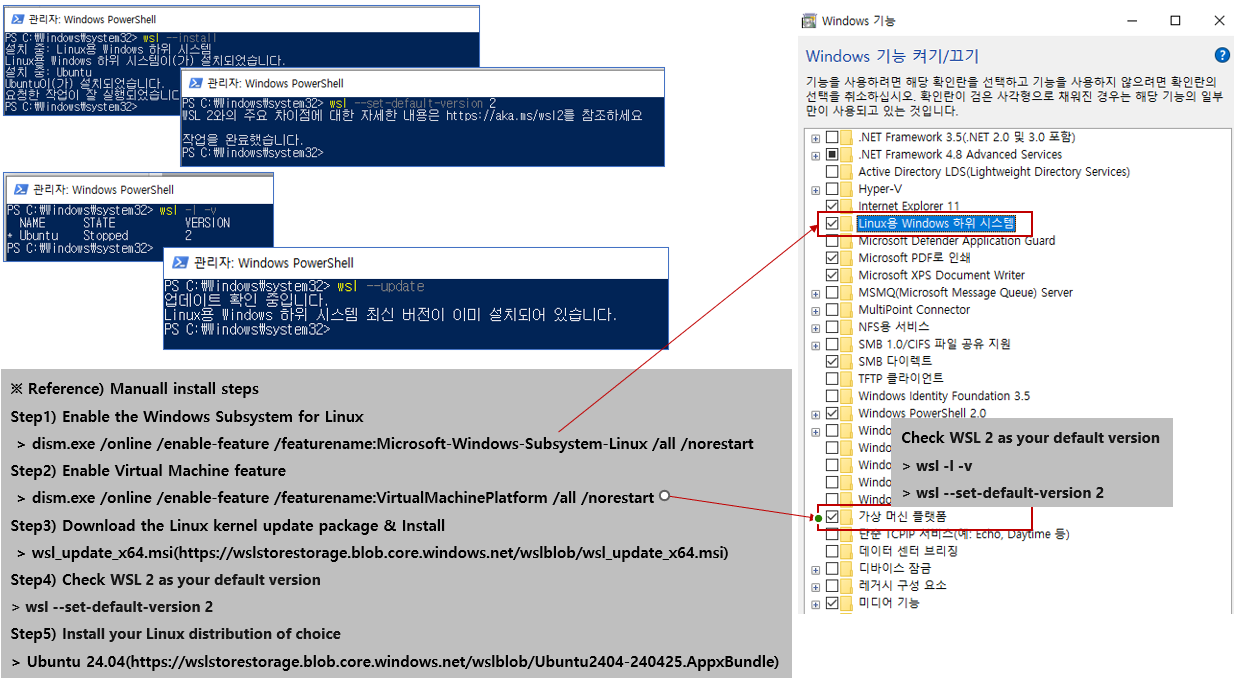 관리자: Windows PowerShell
PS C:₩Windows₩system32> wsl --install
설치 중: Linux용 Windows 하위 시스템
Linux용 Windows 하위 시스템이(가) 설치되었습니다.
설치 중: Ubuntu
Ubuntu이(가) 설치되었습니다.
요청한 작업이 잘 실행되었습니다
PS C:₩Windows₩system32>
관리자: Windows PowerShell
PS C:₩Windows₩system32> wsl --set-default-version 2
WSL 2와의 주요 차이점에 대한 자세한 내용은 https://aka.ms/wsl2를 참조하세요
작업을 완료했습니다.
PS C:₩Windows₩system32>
관리자: Windows PowerShell
PS C:₩Windows₩system32> wsl -l -v
NAME STATE VERSION
* Ubuntu Stopped 2
PS C:₩Windows₩system32>
관리자: Windows PowerShell
PS C:₩Windows₩system32> wsl --update
업데이트 확인 중입니다.
Linux용 Windows 하위 시스템 최신 버전이 이미 설치되어 있습니다.
PS C:₩Windows₩system32>
※ Reference) Manuall install steps
Step1) Enable the Windows Subsystem for Linux
> dism.exe /online /enable-feature /featurename:Microsoft-Windows-Subsystem-Linux /all /norestart
Step2) Enable Virtual Machine feature
> dism.exe /online /enable-feature /featurename:VirtualMachinePlatform /all /norestart
Step3) Download the Linux kernel update package & Install
> wsl_update_x64.msi(https://wslstorestorage.blob.core.windows.net/wslblob/wsl_update_x64.msi)
Step4) Check WSL 2 as your default version
> wsl --set-default-version 2
Step5) Install your Linux distribution of choice
> Ubuntu 24.04(https://wslstorestorage.blob.core.windows.net/wslblob/Ubuntu2404-240425.AppxBundle)
Windows 기능
Windows 기능 켜기/끄기
기능을 사용하려면 해당 확인란을 선택하고 기능을 사용하지 않으려면 확인란의
선택을 취소하십시오. 확인란이 검은 사각형으로 채워진 경우는 해당 기능의 일부
만이 사용되고 있는 것입니다.
.NET Framework 3.5(.NET 2.0 및 3.0 포함)
.NET Framework 4.8 Advanced Services
Active Directory LDS(Lightweight Directory Services)
Hyper-V
Internet Explorer 11
Linux용 Windows 하위 시스템
Microsoft Defender Application Guard
Microsoft PDF로 인쇄
Microsoft XPS Document Writer
MSMQ(Microsoft Message Queue) Server
MultiPoint Connector
NFS용 서비스
SMB 1.0/CIFS 파일 공유 지원
SMB 다이렉트
TFTP 클라이언트
Windows Identity Foundation 3.5
Windows PowerShell 2.0
Windo
Windo
Windo
Windo
Windo
Check WSL 2 as your default version
> wsl -l -v
> wsl --set-default-version 2
가상 머신 플랫폼
단순 TCPIP 서비스(예: Echo, Daytime 등)
데이터 센터 브리징
디바이스 잠금
레거시 구성 요소
미디어 기능